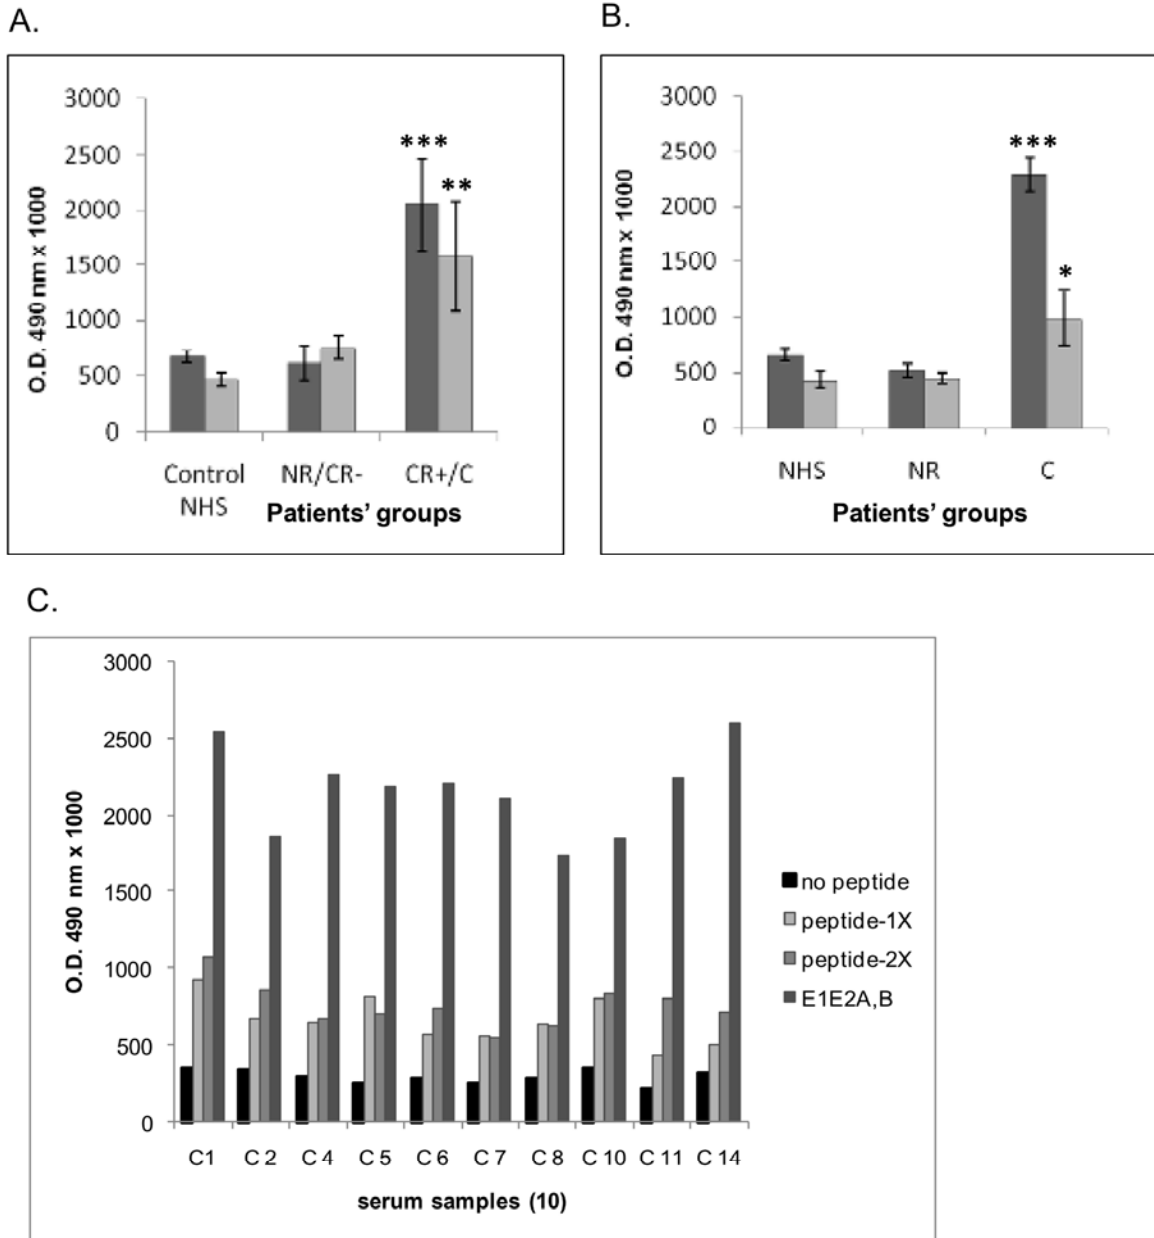 A.
3000
2500
2000
1500
1000
500
0
O.D. 490 nm x 1000
***
**
Control
NHS
NR/CR-
CR+/C
Patients' groups
B.
3000
2500
2000
1500
1000
500
0
O.D. 490 nm x 1000
***
*
NHS
NR
C
Patients' groups
C.
3000
2500
2000
1500
1000
500
0
O.D. 490 nm x 1000
C1
C 2
C 4
C 5
C 6
C 7
C 8
C 10
C 11
C 14
serum samples (10)
no peptide
peptide-1X
peptide-2X
E1E2A,B